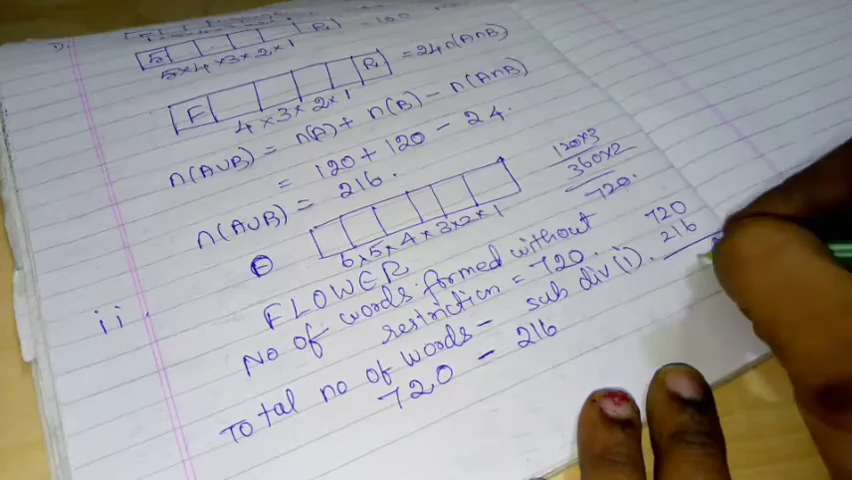 R = 120
5×4×3×2×1
F R = 24 n(A∩B)
4×3×2×1
n(A∪B) = n(A)+ n(B) - n(A∩B)
= 120+120 - 24.
n(A∪B) = 216.
120×3
360×2
720.
6×5×4×3×2×1
F
ii. FLOWER
No of words formed without
restriction = 720.
Total no of words - sub div (i).
720 - 216
720
216